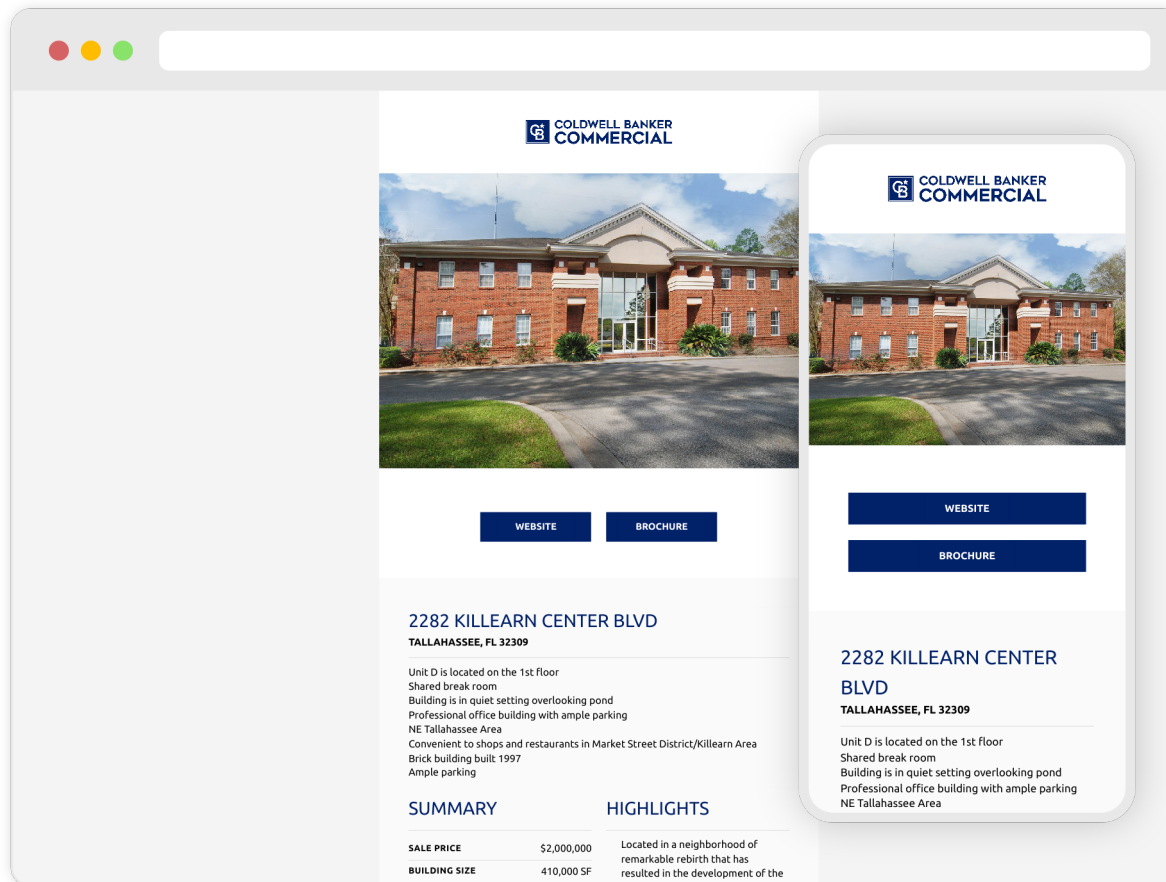 CB COLDWELL BANKER
COMMERCIAL
WEBSITE
BROCHURE
2282 KILLEARN CENTER BLVD
TALLAHASSEE, FL 32309
Unit D is located on the 1st floor
Shared break room
Building is in quiet setting overlooking pond
Professional office building with ample parking
NE Tallahassee Area
Convenient to shops and restaurants in Market Street District/Killearn Area
Brick building built 1997
Ample parking
SUMMARY
SALE PRICE $2,000,000
BUILDING SIZE 410,000 SF
HIGHLIGHTS
Located in a neighborhood of
remarkable rebirth that has
resulted in the development of the
CB COLDWELL BANKER
COMMERCIAL
WEBSITE
BROCHURE
2282 KILLEARN CENTER
BLVD
TALLAHASSEE, FL 32309
Unit D is located on the 1st floor
Shared break room
Building is in quiet setting overlooking pond
Professional office building with ample parking
NE Tallahassee Area